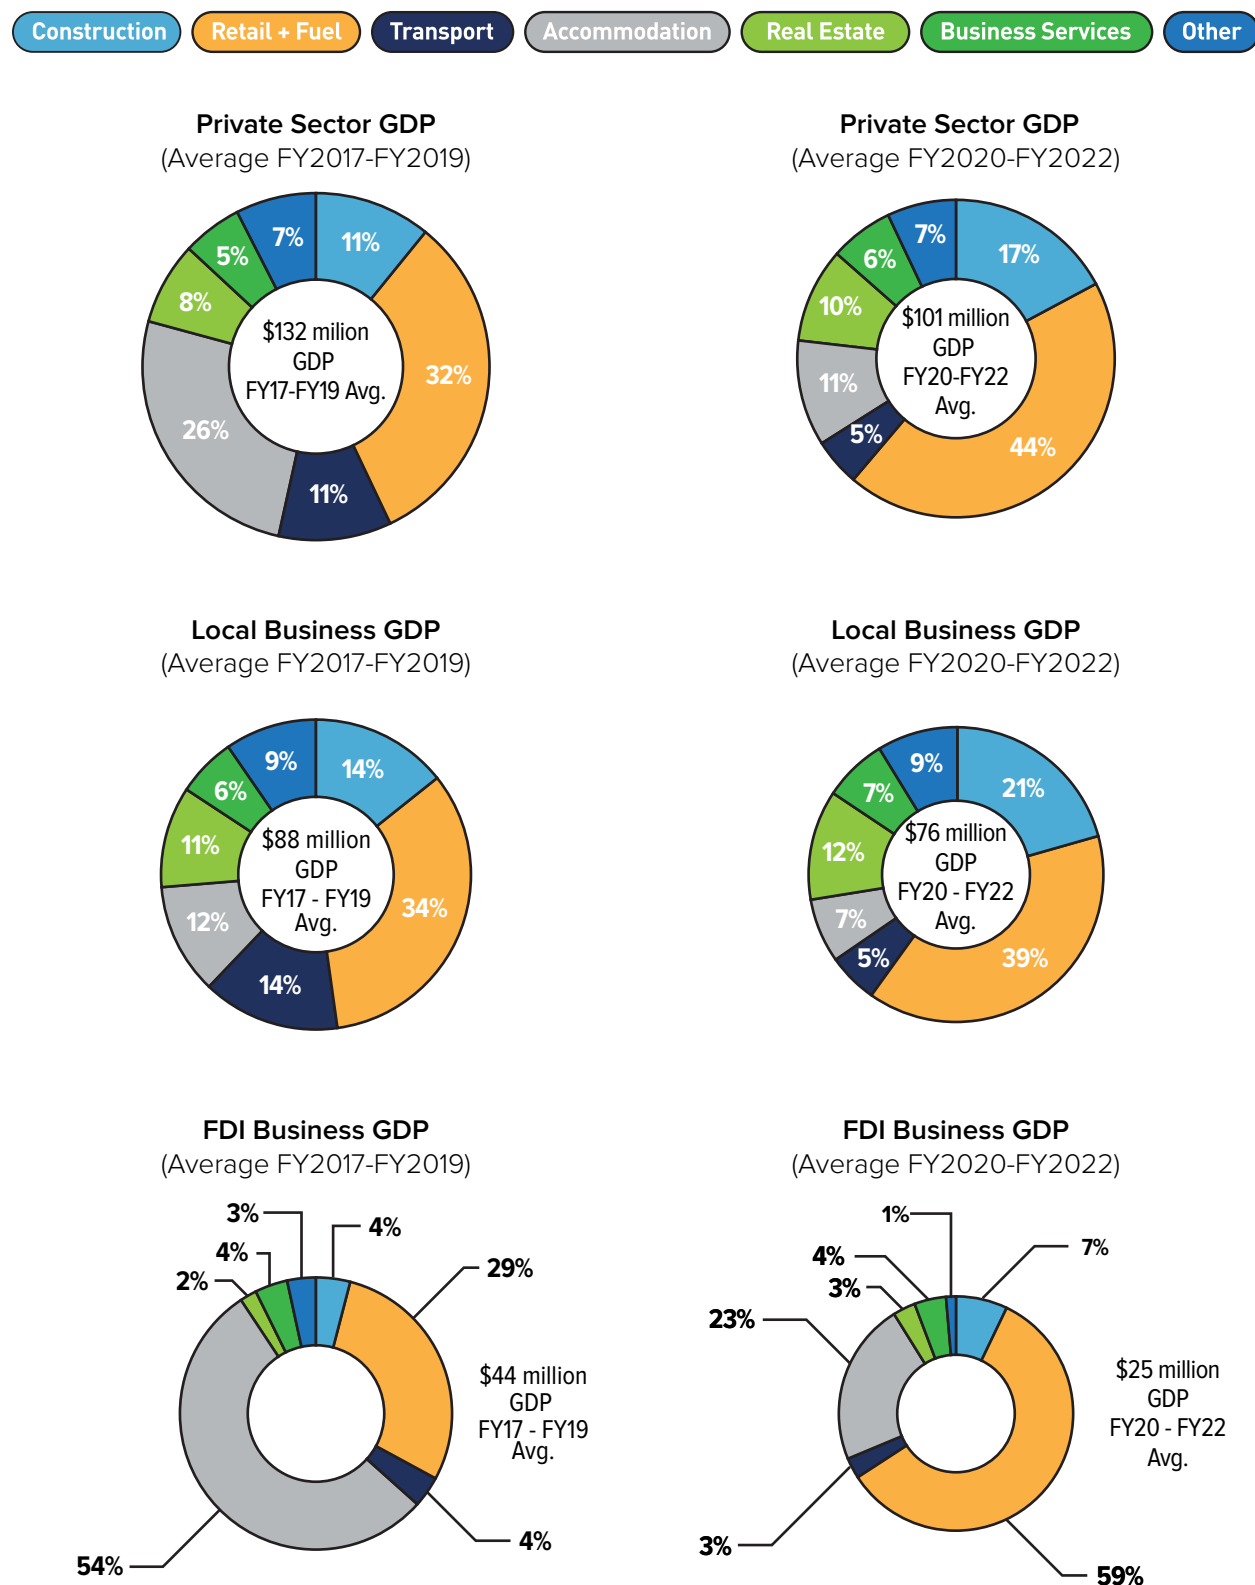 Construction
Retail + Fuel
Transport
Accommodation
Real Estate
Business Services
Other
Private Sector GDP
(Average FY2017-FY2019)
7%
11%
5%
8%
32%
26%
11%
$132 milion
GDP
FY17-FY19 Avg.
Private Sector GDP
(Average FY2020-FY2022)
7%
17%
6%
10%
11%
5%
44%
$101 million
GDP
FY20-FY22
Avg.
Local Business GDP
(Average FY2017-FY2019)
9%
14%
6%
11%
12%
34%
14%
$88 million
GDP
FY17 - FY19
Avg.
Local Business GDP
(Average FY2020-FY2022)
9%
21%
7%
12%
7%
5%
39%
$76 million
GDP
FY20 - FY22
Avg.
FDI Business GDP
(Average FY2017-FY2019)
3%
4%
4%
2%
29%
$44 million
GDP
FY17 - FY19
Avg.
4%
54%
FDI Business GDP
(Average FY2020-FY2022)
1%
7%
4%
3%
23%
$25 million
GDP
FY20 - FY22
Avg.
3%
59%